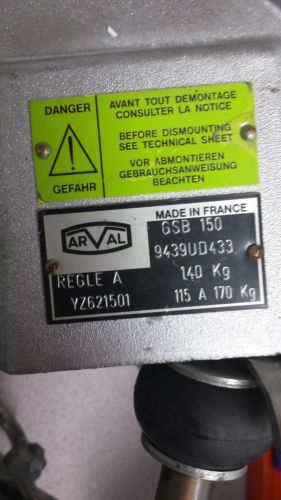 DANGER
GEFAHR
AVANT TOUT DEMONTAGE
CONSULTER LA NOTICE
BEFORE DISMOUNTING
SEE TECHNICAL SHEET
VOR ABMONTIEREN
GEBRAUCHSANWEISUNG
BEACHTEN
ARVAL
MADE IN FRANCE
GSB 150
9439UD433
REGLE A 140 Kg
YZ621501 115 A 170 Kg